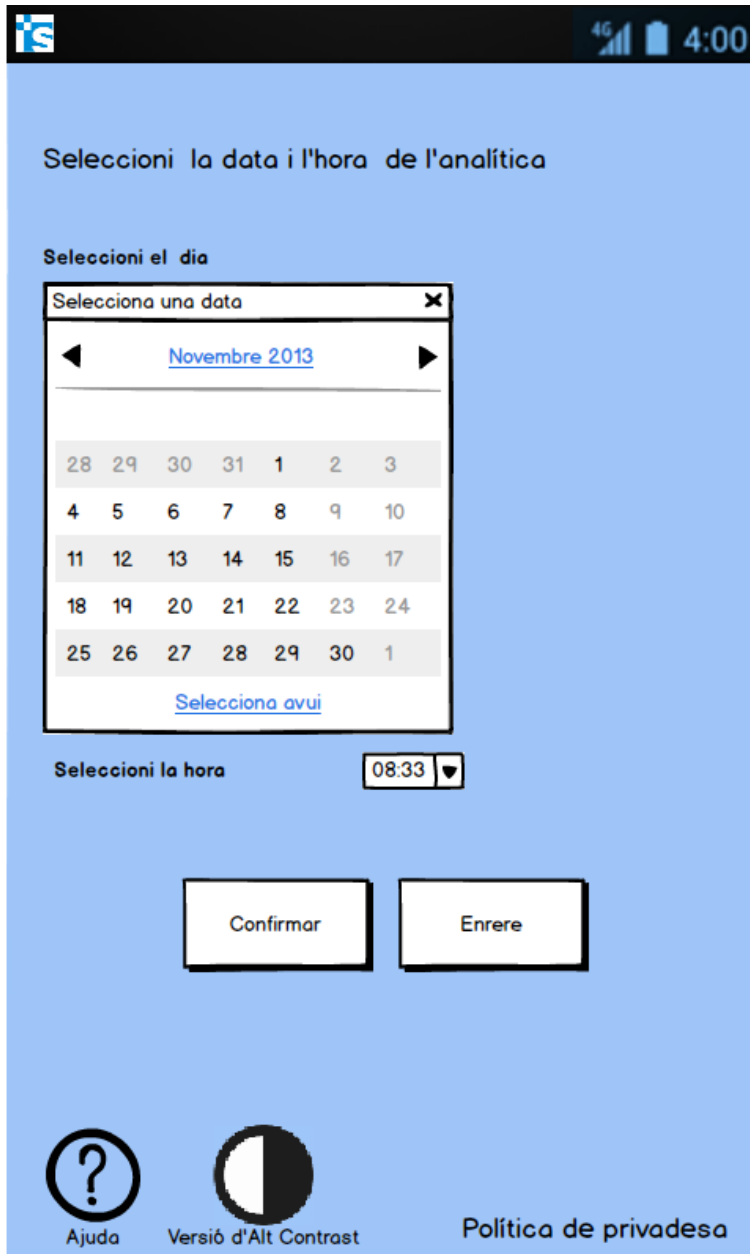 is 4G 4:00
Seleccioni la data i l'hora de l'analítica
Seleccioni el dia
Selecciona una data
Novembre 2013
28 29 30 31 1 2 3
4 5 6 7 8 9 10
11 12 13 14 15 16 17
18 19 20 21 22 23 24
25 26 27 28 29 30 1
Selecciona avui
Seleccioni la hora 08:33
Confirmar Enrere
?
Ajuda Versió d'Alt Contrast Política de privadesa